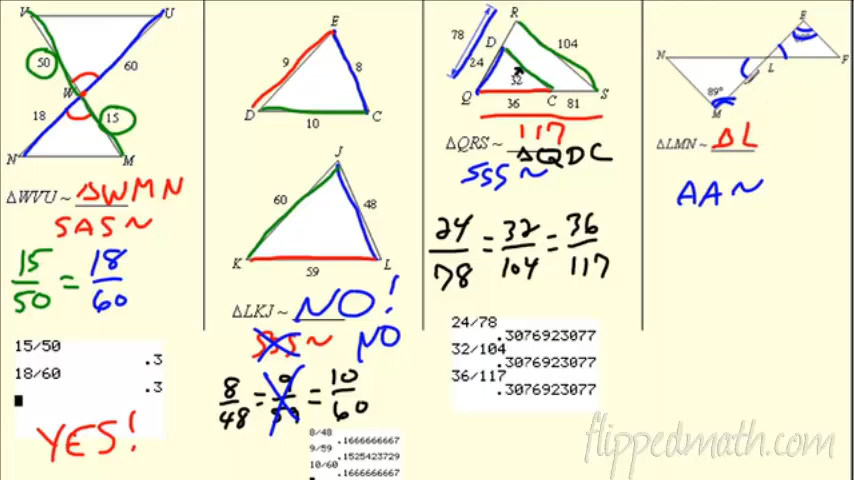 V
U
50
60
W
18
15
N
M
ΔWVU ~ ΔWMN
SAS ~
15/50 = 18/60
15/50
.3
18/60
.3
YES!
E
9
8
D
10
C
J
60
48
K
59
L
ΔLKJ ~ NO!
SSS ~ NO
8/48 = 9/59 = 10/60
8/48
.1666666667
9/59
.1525423729
10/60
.1666666667
R
78
D
104
24
32
Q
C
S
36
81
117
ΔQRS ~ ΔQDC
SSS ~
24/78 = 32/104 = 36/117
24/78
.3076923077
32/104
.3076923077
36/117
.3076923077
E
N
L
F
89°
M
ΔLMN ~ ΔL
AA ~
flippedmath.com